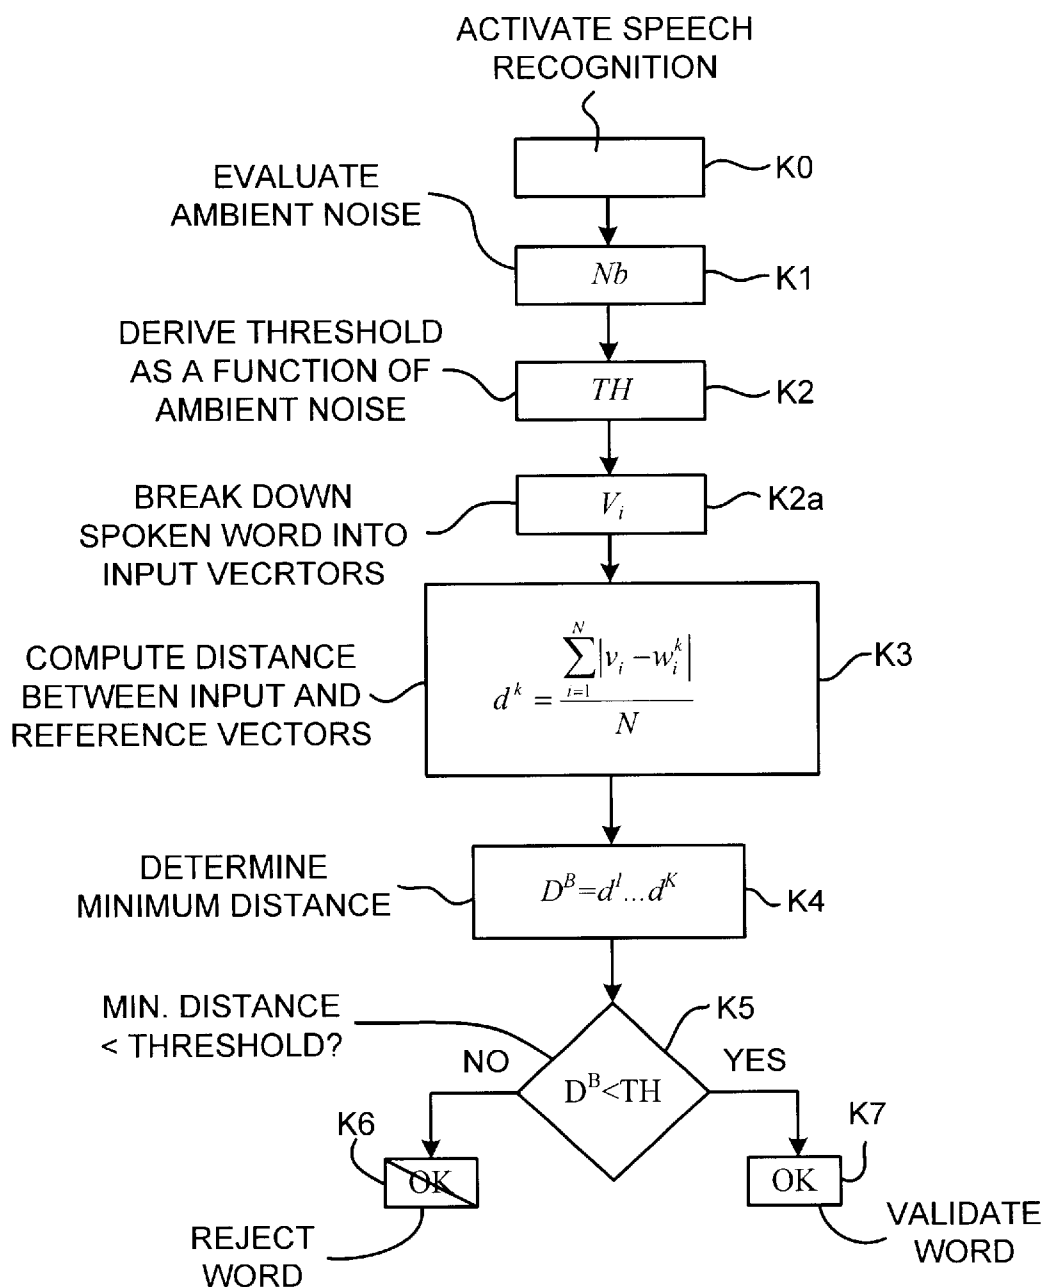 ACTIVATE SPEECH
RECOGNITION
K0
EVALUATE
AMBIENT NOISE
Nb
K1
DERIVE THRESHOLD
AS A FUNCTION OF
AMBIENT NOISE
TH
K2
BREAK DOWN
SPOKEN WORD INTO
INPUT VECRTORS
V_i
K2a
COMPUTE DISTANCE
BETWEEN INPUT AND
REFERENCE VECTORS
d^k = \frac{\sum_{i=1}^{N} |v_i - w_i^k|}{N}
K3
DETERMINE
MINIMUM DISTANCE
D^B=d^1...d^K
K4
MIN. DISTANCE
< THRESHOLD?
K5
NO
YES
D^B<TH
K6
OK
REJECT
WORD
K7
OK
VALIDATE
WORD